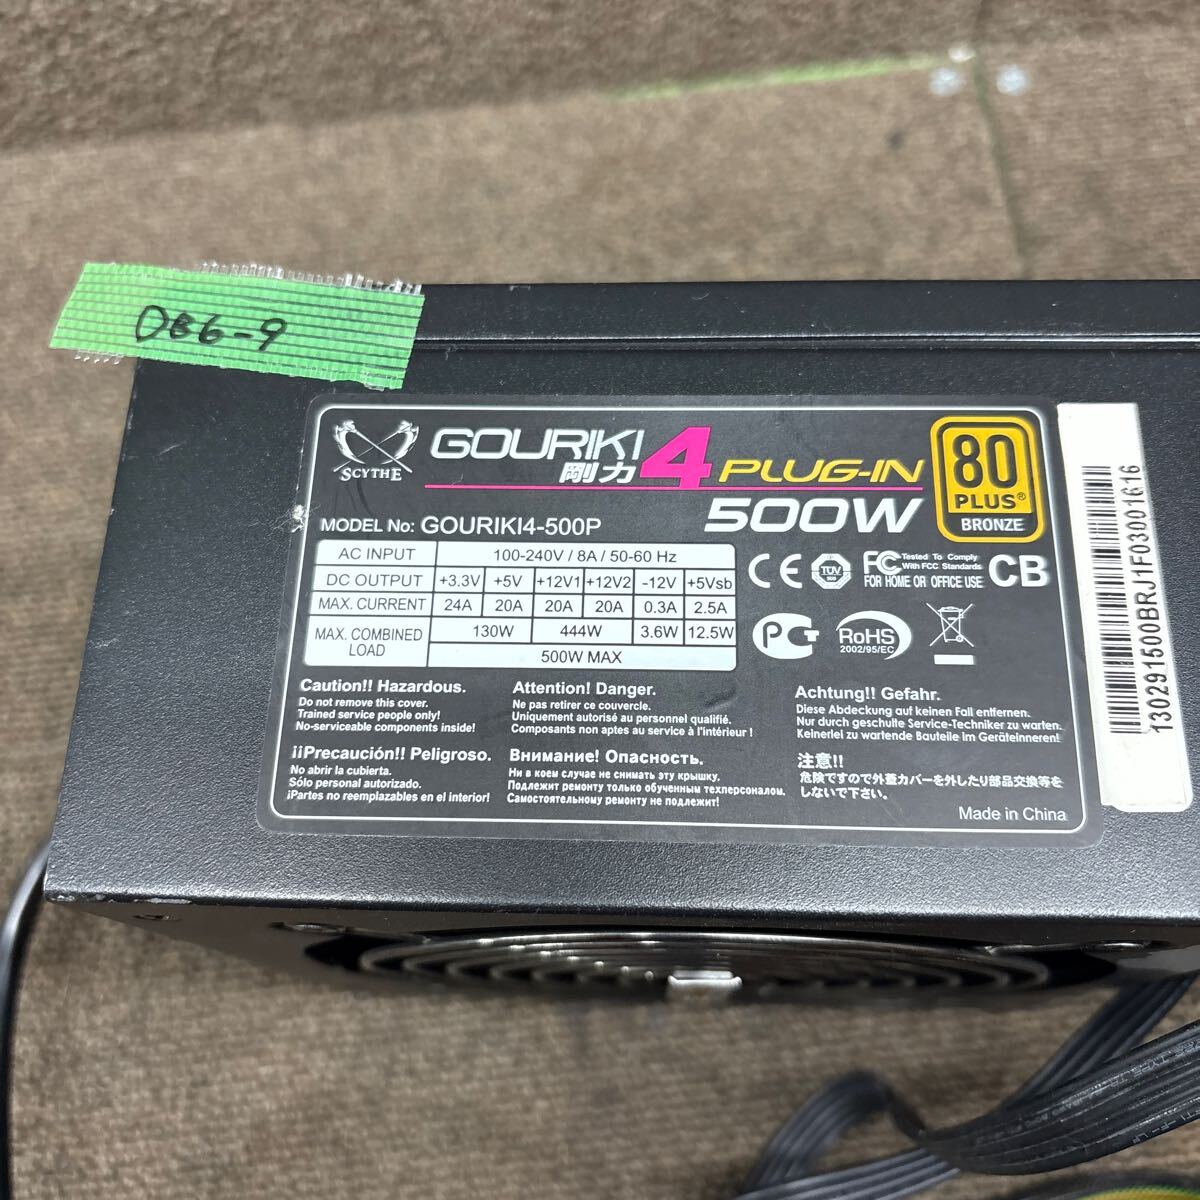 DB6-9
SCYTHE
GOURIKI 4 PLUG-IN
剛力
500W
80
PLUS®
BRONZE
MODEL No: GOURIKI4-500P
AC INPUT 100-240V / 8A / 50-60 Hz
DC OUTPUT +3.3V +5V +12V1 +12V2 -12V +5Vsb
MAX. CURRENT 24A 20A 20A 20A 0.3A 2.5A
MAX. COMBINED LOAD 130W 444W 3.6W 12.5W
500W MAX
CE TÜV FC Tested To Comply
With FCC Standards
FOR HOME OR OFFICE USE
CB
RoHS
2002/95/EC
Caution!! Hazardous.
Do not remove this cover.
Trained service people only!
No-serviceable components inside!
Attention! Danger.
Ne pas retirer ce couvercle.
Uniquement autorisé au personnel qualifié.
Composants non aptes au service à l'intérieur !
Achtung!! Gefahr.
Diese Abdeckung auf keinen Fall entfernen.
Nur durch geschulte Service-Techniker zu warten.
Keinerlei zu wartende Bauteile im Geräteinneren!
¡¡Precaución!! Peligroso.
No abrir la cubierta.
Sólo personal autorizado.
¡Partes no reemplazables en el interior!
Внимание! Опасность.
Ни в коем случае не снимать эту крышку.
Подлежит ремонту только обученным техперсоналом.
Самостоятельному ремонту не подлежит!
注意!!
危険ですので外蓋カバーを外したり部品交換等を
しないで下さい。
Made in China
130291500BRJ1F03001616